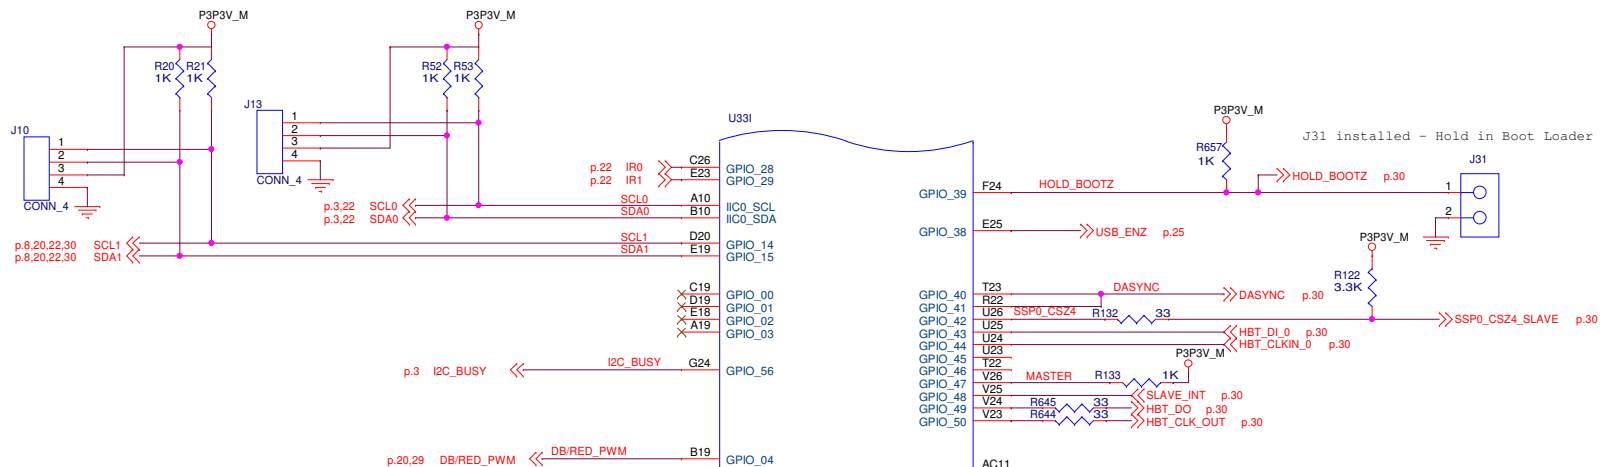 P3P3V_M
P3P3V_M
R20
1K
R21
1K
R52
1K
R53
1K
J13
1
2
3
4
CONN_4
J10
1
2
3
4
CONN_4
U33I
P3P3V_M
J31 installed - Hold in Boot Loader
R657
1K
J31
1
2
p.22 IR0
C26
GPIO_28
p.22 IR1
E23
GPIO_29
p.3,22 SCL0
SCL0
A10
IIC0_SCL
p.3,22 SDA0
SDA0
B10
IIC0_SDA
p.8,20,22,30 SCL1
SCL1
D20
GPIO_14
p.8,20,22,30 SDA1
SDA1
E19
GPIO_15
C19
GPIO_00
D19
GPIO_01
E18
GPIO_02
A19
GPIO_03
p.3 I2C_BUSY
I2C_BUSY
G24
GPIO_56
p.20,29 DB/RED_PWM
DB/RED_PWM
B19
GPIO_04
GPIO_39
F24
HOLD_BOOTZ
HOLD_BOOTZ p.30
GPIO_38
E25
USB_ENZ p.25
P3P3V_M
R122
3.3K
GPIO_40
T23
DASYNC
DASYNC p.30
GPIO_41
R22
GPIO_42
U26
SSP0_CSZ4
R132
33
SSP0_CSZ4_SLAVE p.30
GPIO_43
U25
HBT_DI_0 p.30
GPIO_44
U24
HBT_CLKIN_0 p.30
GPIO_45
U23
GPIO_46
T22
P3P3V_M
GPIO_47
V26
MASTER
R133
1K
GPIO_48
V25
SLAVE_INT p.30
GPIO_49
V24
R645
33
HBT_DO p.30
GPIO_50
V23
R644
33
HBT_CLK_OUT p.30
AC11